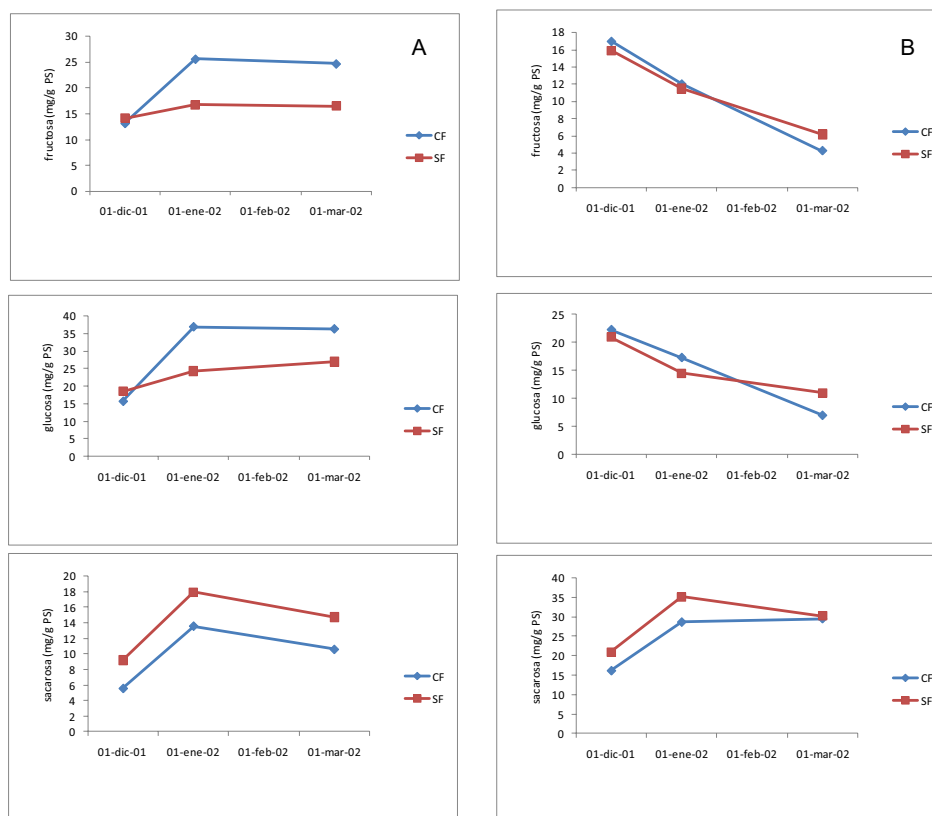 A
fructosa (mg/g PS)
30
25
20
15
10
5
0
01-dic-01 01-ene-02 01-feb-02 01-mar-02
CF
SF
B
fructosa (mg/g PS)
18
16
14
12
10
8
6
4
2
0
01-dic-01 01-ene-02 01-feb-02 01-mar-02
CF
SF
glucosa (mg/g PS)
40
35
30
25
20
15
10
5
0
01-dic-01 01-ene-02 01-feb-02 01-mar-02
CF
SF
glucosa (mg/g PS)
25
20
15
10
5
0
01-dic-01 01-ene-02 01-feb-02 01-mar-02
CF
SF
sacarosa (mg/g PS)
20
18
16
14
12
10
8
6
4
2
0
01-dic-01 01-ene-02 01-feb-02 01-mar-02
CF
SF
sacarosa (mg/g PS)
40
35
30
25
20
15
10
5
0
01-dic-01 01-ene-02 01-feb-02 01-mar-02
CF
SF